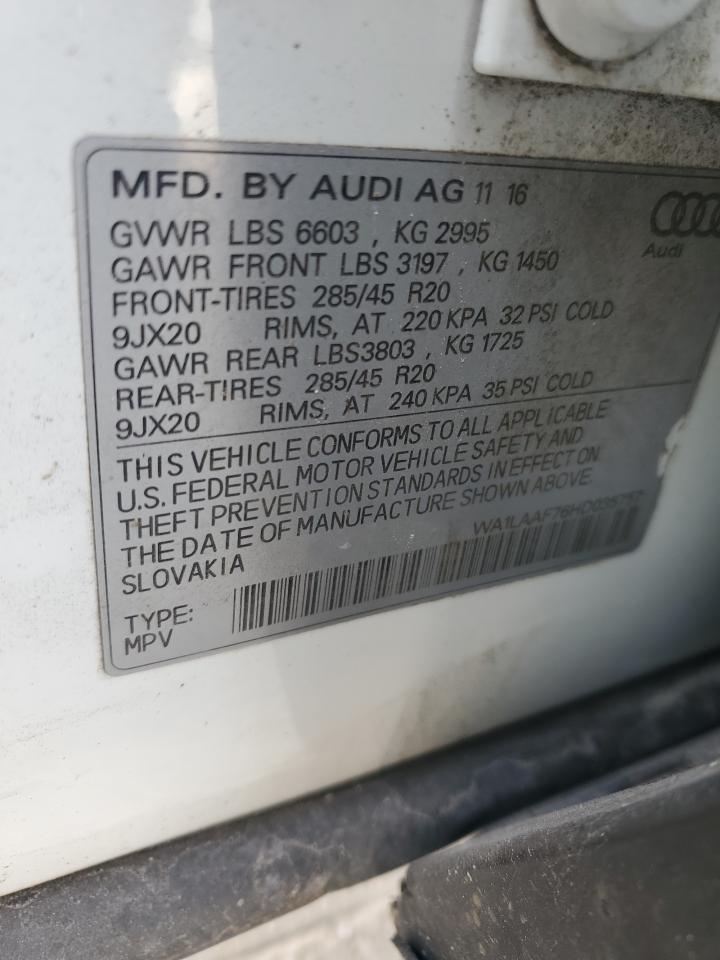 MFD. BY AUDI AG 11 16
Audi
GVWR LBS 6603 , KG 2995
GAWR FRONT LBS 3197 , KG 1450
FRONT-TIRES 285/45 R20
9JX20 RIMS, AT 220 KPA 32 PSI COLD
GAWR REAR LBS3803 , KG 1725
REAR-TIRES 285/45 R20
9JX20 RIMS, AT 240 KPA 35 PSI COLD
THIS VEHICLE CONFORMS TO ALL APPLICABLE
U.S. FEDERAL MOTOR VEHICLE SAFETY AND
THEFT PREVENTION STANDARDS IN EFFECT ON
THE DATE OF MANUFACTURE SHOWN ABOVE.
SLOVAKIA
TYPE:
MPV